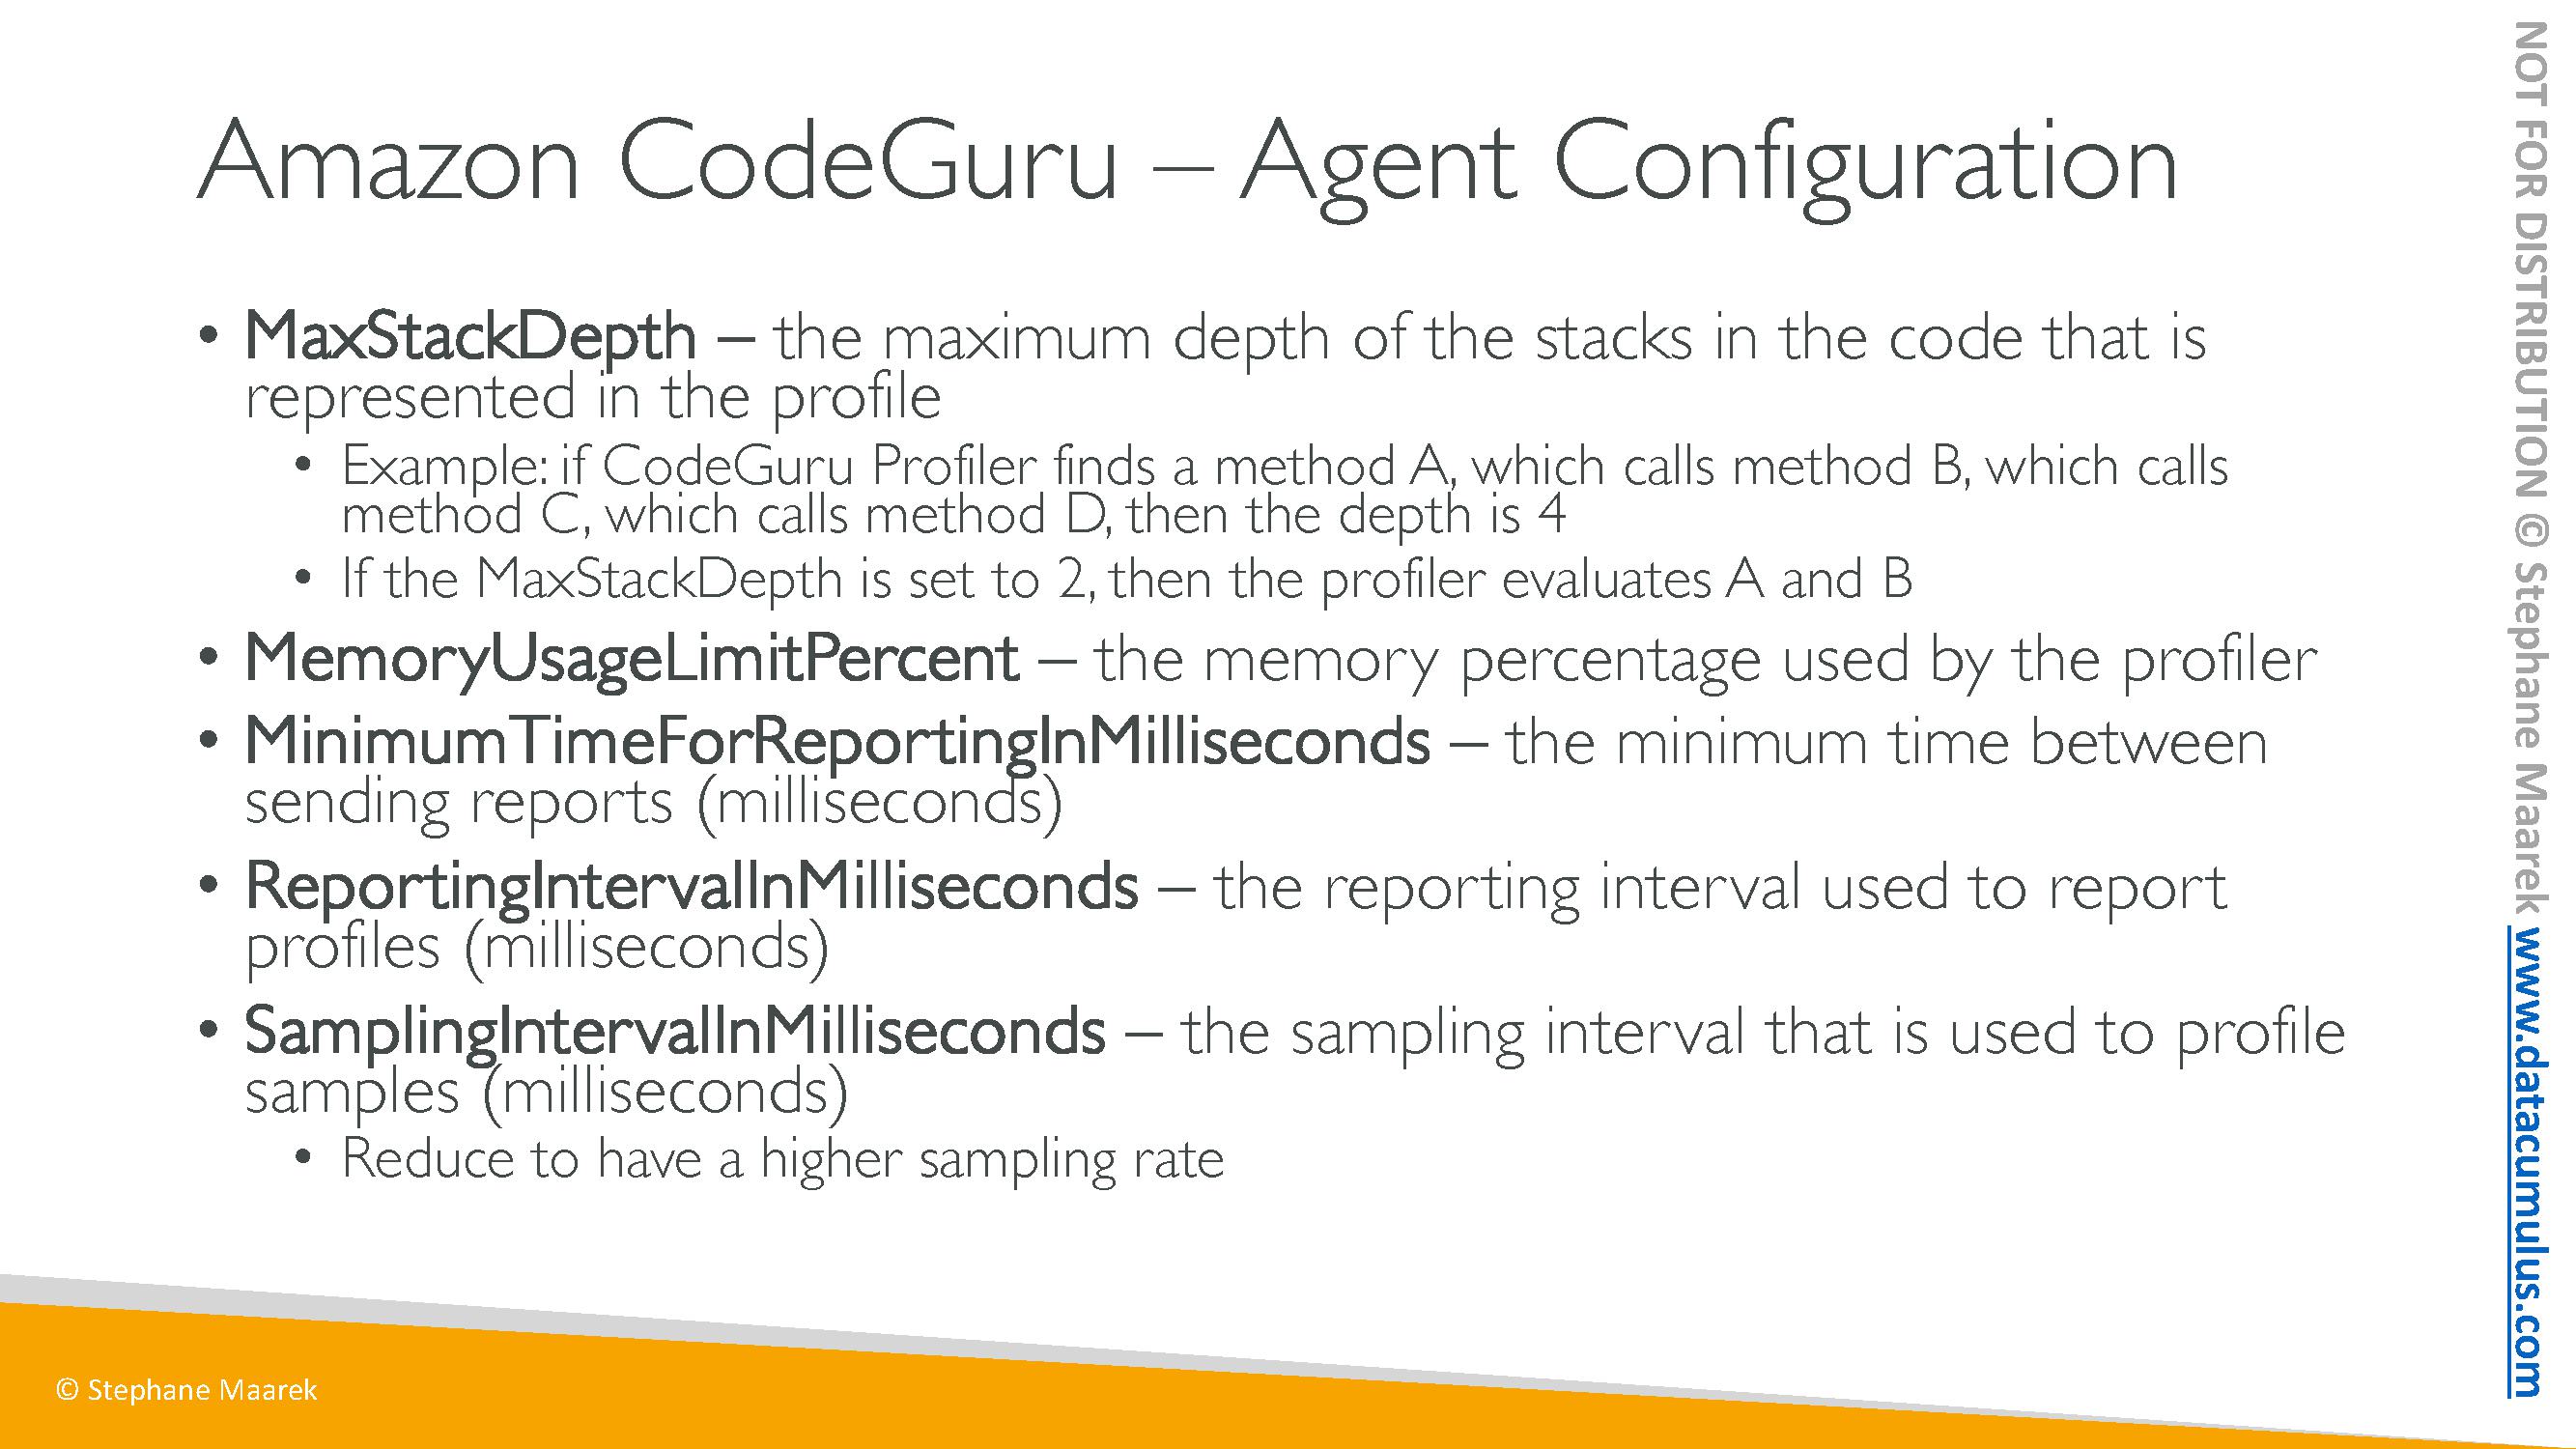 Amazon CodeGuru – Agent Configuration
• MaxStackDepth – the maximum depth of the stacks in the code that is
represented in the profile
• Example: if CodeGuru Profiler finds a method A, which calls method B, which calls
method C, which calls method D, then the depth is 4
• If the MaxStackDepth is set to 2, then the profiler evaluates A and B
• MemoryUsageLimitPercent – the memory percentage used by the profiler
• MinimumTimeForReportingInMilliseconds – the minimum time between
sending reports (milliseconds)
• ReportingIntervalInMilliseconds – the reporting interval used to report
profiles (milliseconds)
• SamplingIntervalInMilliseconds – the sampling interval that is used to profile
samples (milliseconds)
• Reduce to have a higher sampling rate
© Stephane Maarek
NOT FOR DISTRIBUTION © Stephane Maarek www.datacumulus.com